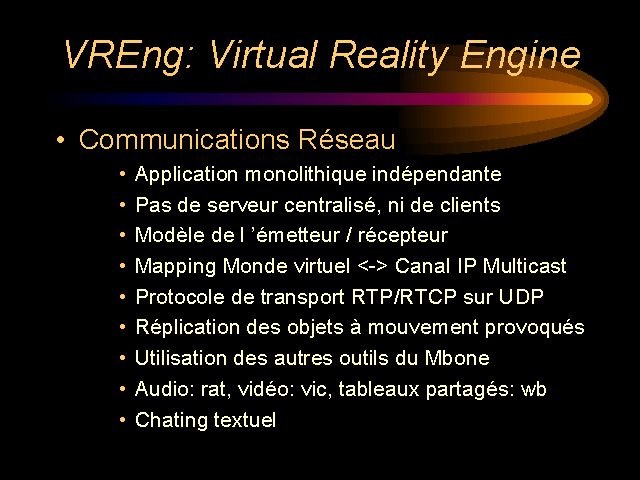 VREng: Virtual Reality Engine
• Communications Réseau
• Application monolithique indépendante
• Pas de serveur centralisé, ni de clients
• Modèle de l ’émetteur / récepteur
• Mapping Monde virtuel <-> Canal IP Multicast
• Protocole de transport RTP/RTCP sur UDP
• Réplication des objets à mouvement provoqués
• Utilisation des autres outils du Mbone
• Audio: rat, vidéo: vic, tableaux partagés: wb
• Chating textuel